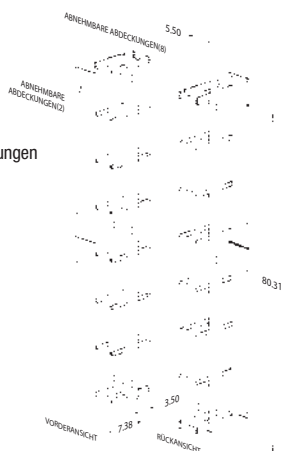 ABNEHMBARE ABDECKUNGEN(8)
5.50
ABNEHMBARE
ABDECKUNGEN(2)
ungen
80.31
3.50
7.38
VORDERANSICHT
RÜCKANSICHT